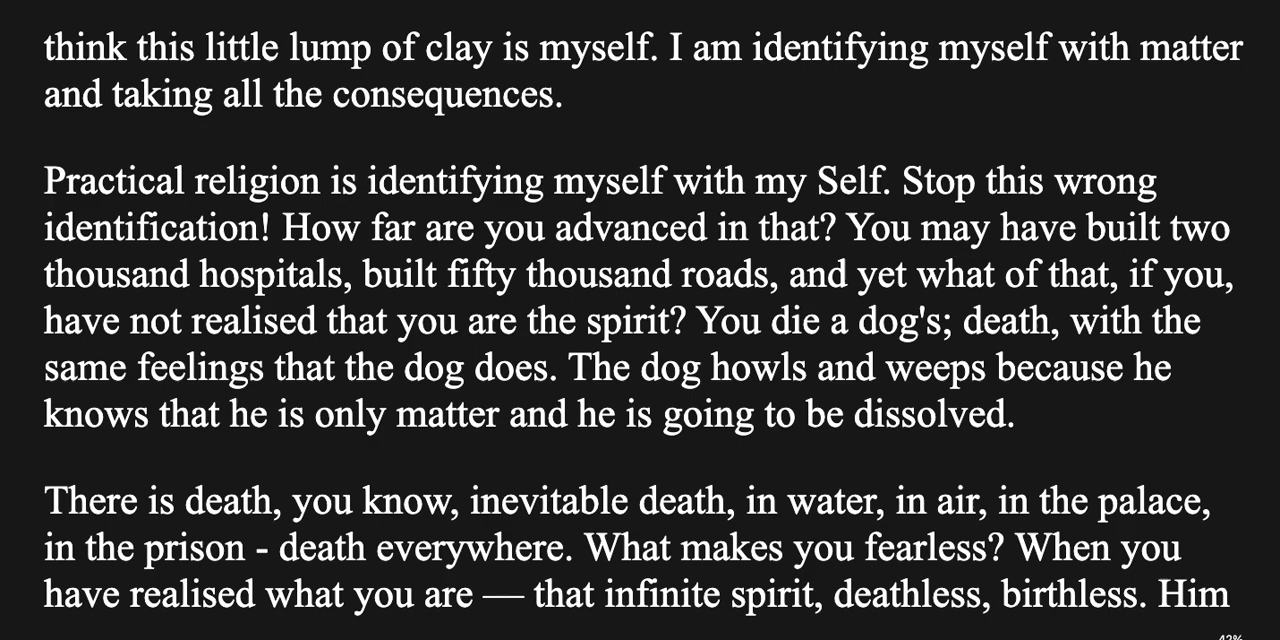 think this little lump of clay is myself. I am identifying myself with matter
and taking all the consequences.
Practical religion is identifying myself with my Self. Stop this wrong
identification! How far are you advanced in that? You may have built two
thousand hospitals, built fifty thousand roads, and yet what of that, if you,
have not realised that you are the spirit? You die a dog's; death, with the
same feelings that the dog does. The dog howls and weeps because he
knows that he is only matter and he is going to be dissolved.
There is death, you know, inevitable death, in water, in air, in the palace,
in the prison - death everywhere. What makes you fearless? When you
have realised what you are — that infinite spirit, deathless, birthless. Him